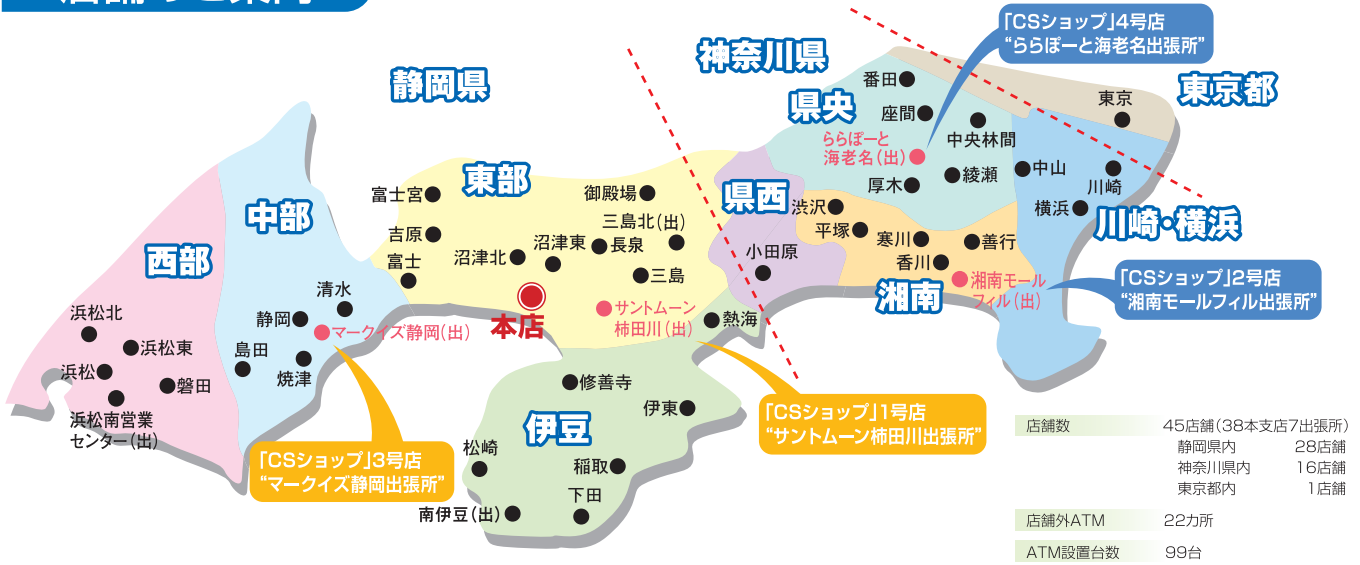 店舗のご案内
「CSショップ」4号店
“ららぽーと海老名出張所”
神奈川県
静岡県
東京都
県央
番田
座間
中央林間
東京
ららぽーと
海老名(出)
厚木
綾瀬
中山
川崎
横浜
川崎・横浜
東部
富士宮
御殿場
三島北(出)
吉原
沼津東
長泉
沼津北
三島
富士
本店
サントムーン
柿田川(出)
県西
小田原
渋沢
平塚
寒川
善行
香川
湘南モール
フィル(出)
湘南
「CSショップ」2号店
“湘南モールフィル出張所”
中部
清水
静岡
マークイズ静岡(出)
島田
焼津
西部
浜松北
浜松東
浜松
磐田
浜松南営業
センター(出)
熱海
修善寺
伊東
伊豆
松崎
稲取
下田
南伊豆(出)
「CSショップ」1号店
“サントムーン柿田川出張所”
「CSショップ」3号店
“マークイズ静岡出張所”
店舗数 45店舗(38本支店7出張所)
静岡県内 28店舗
神奈川県内 16店舗
東京都内 1店舗
店舗外ATM 22カ所
ATM設置台数 99台